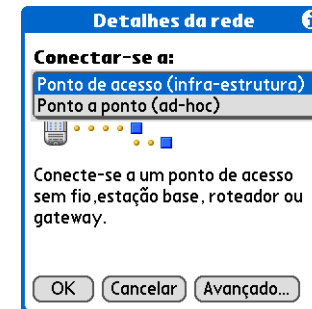 Detalhes da rede
Conectar-se a:
Ponto de acesso (infra-estrutura)
Ponto a ponto (ad-hoc)
Conecte-se a um ponto de acesso
sem fio,estação base, roteador ou
gateway.
OK Cancelar Avançado...